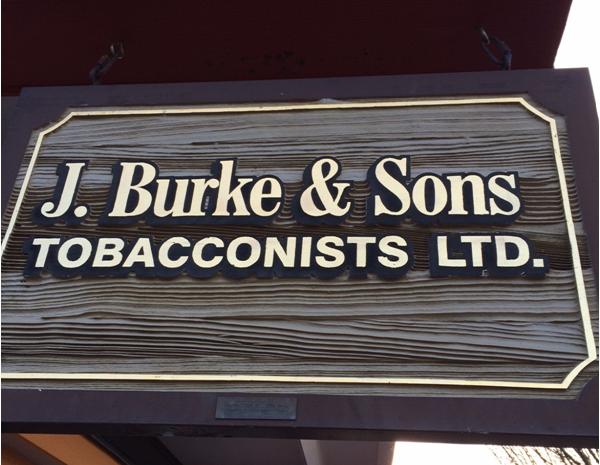 J. Burke & Sons
TOBACCONISTS LTD.